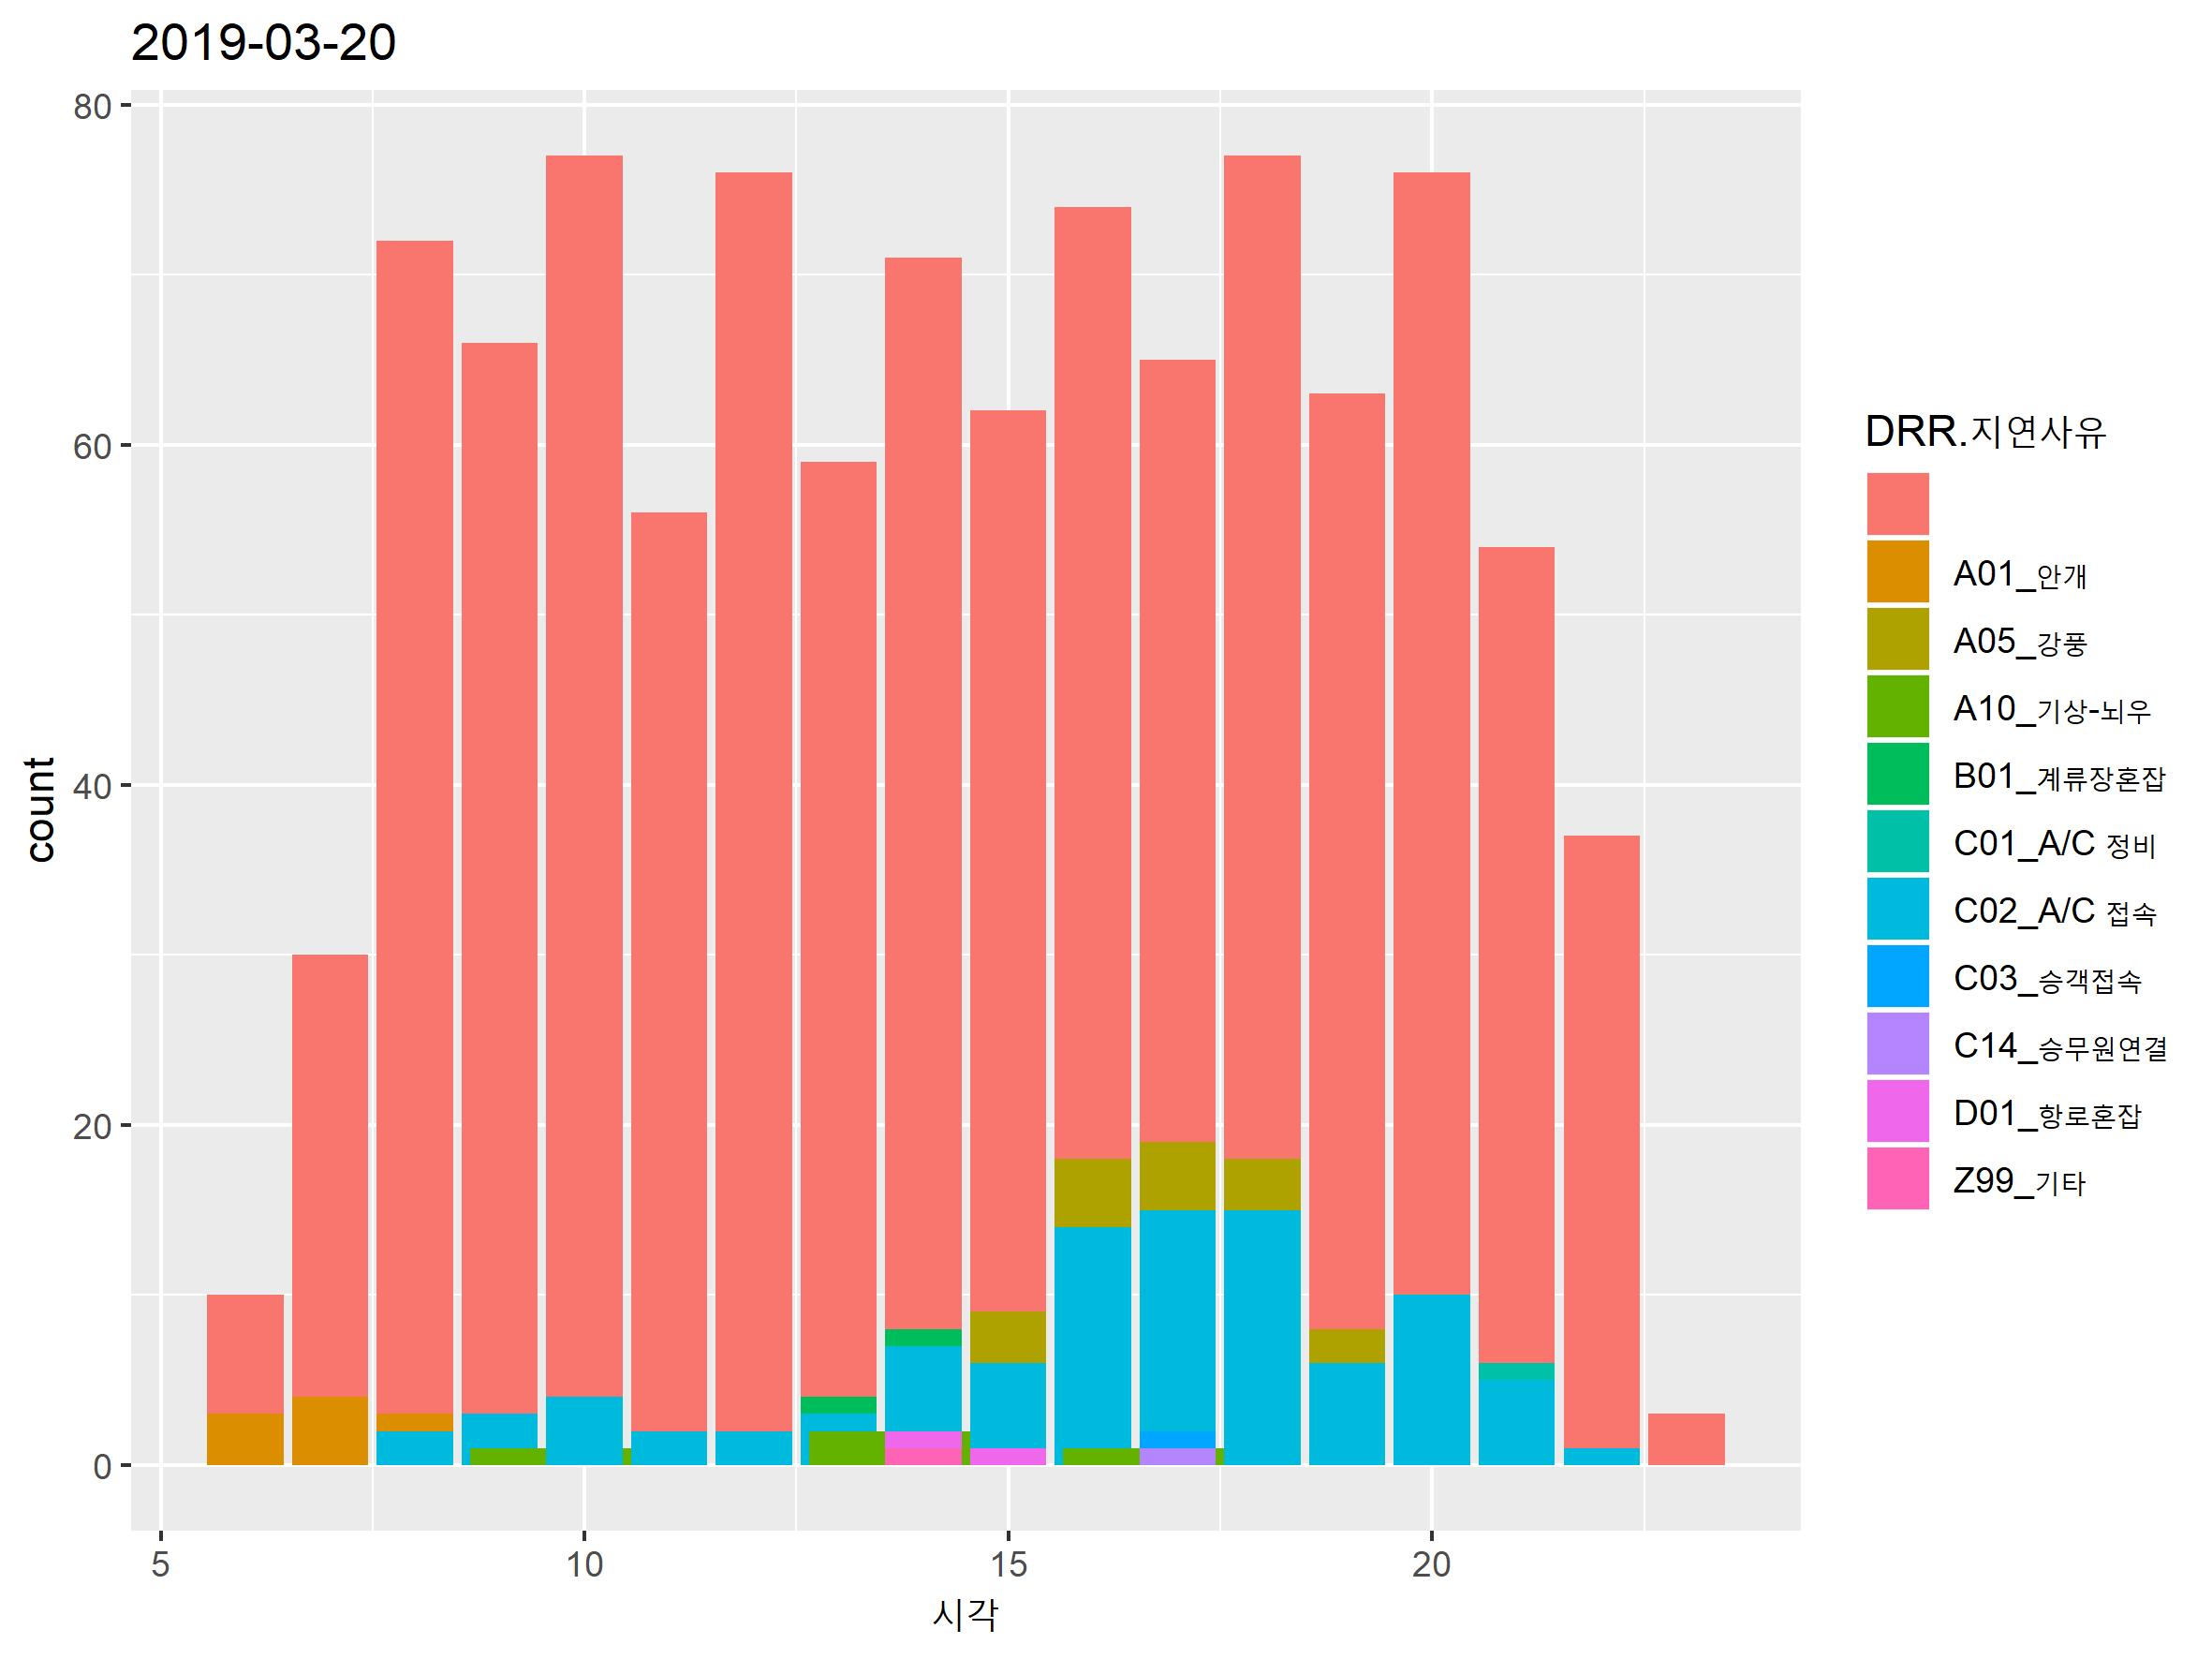 2019-03-20
80
60
40
20
0
count
5 10 15 20
시각
DRR.지연사유
A01_안개
A05_강풍
A10_기상-뇌우
B01_계류장혼잡
C01_A/C 정비
C02_A/C 접속
C03_승객접속
C14_승무원연결
D01_항로혼잡
Z99_기타